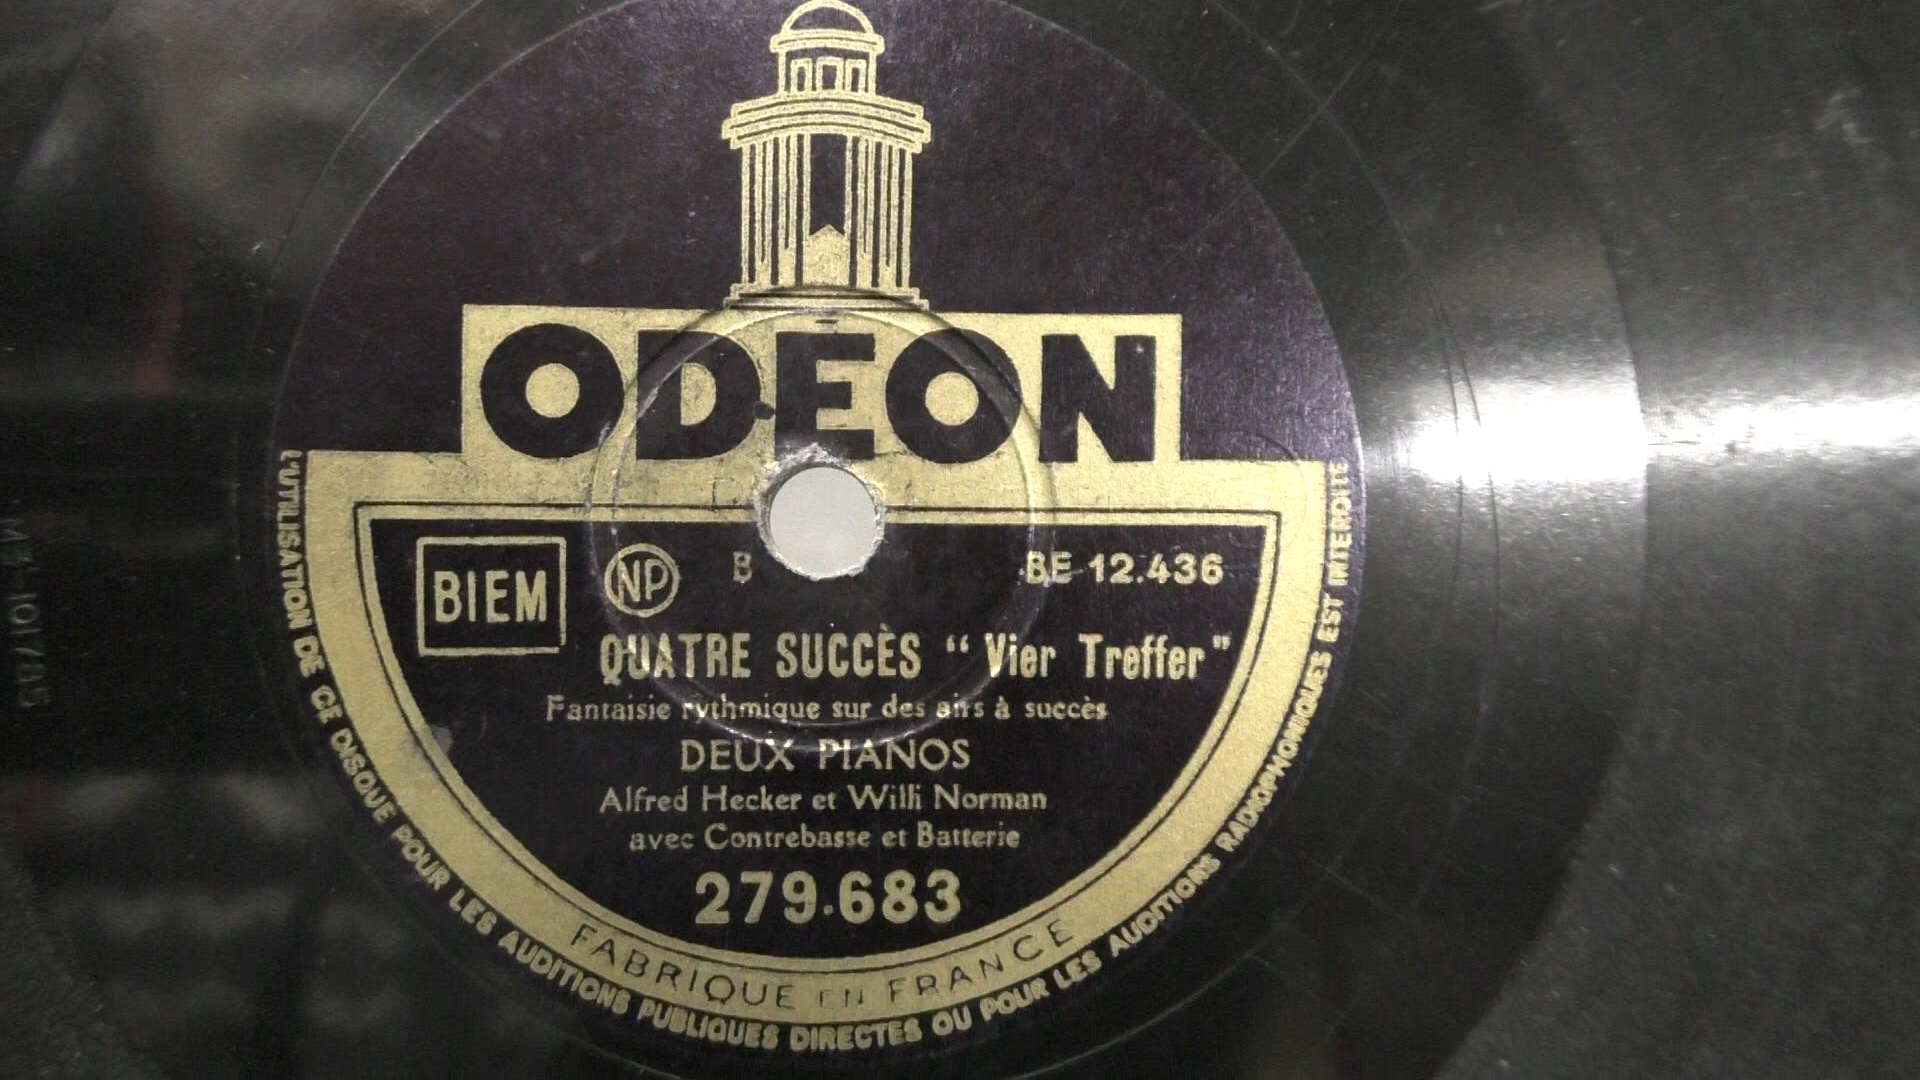 ODEON
BIEM NP B BE 12.436
QUATRE SUCCÈS “ Vier Treffer”
Fantaisie rythmique sur des airs à succès
DEUX PIANOS
Alfred Hecker et Willi Norman
avec Contrebasse et Batterie
279.683
FABRIQUE EN FRANCE
L'UTILISATION DE CE DISQUE POUR LES AUDITIONS PUBLIQUES DIRECTES OU POUR LES AUDITIONS RADIOPHONIQUES EST INTERDITE